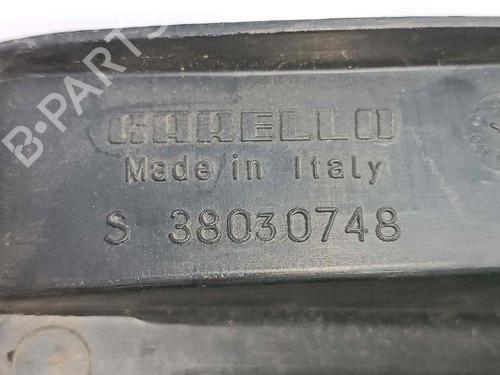 CARELLO
Made in Italy
S 38030748
B-PARTS